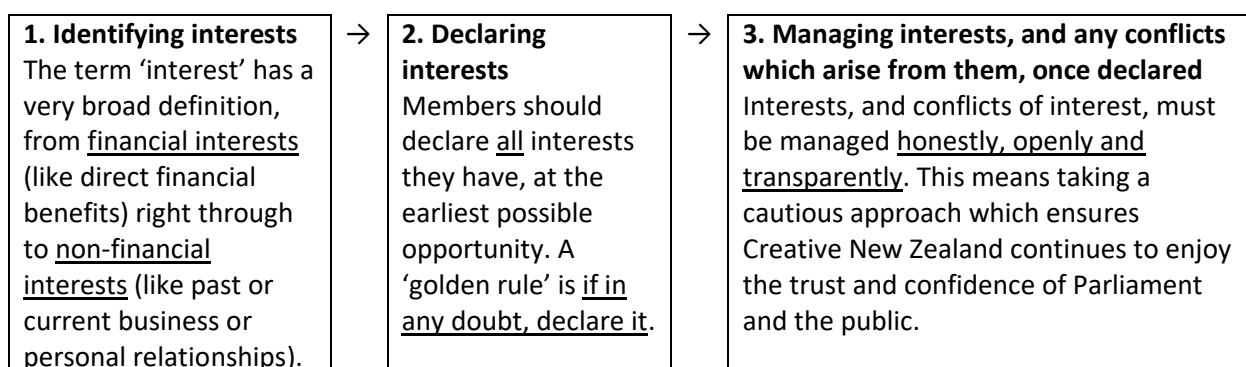 1. Identifying interests
The term ‘interest’ has a
very broad definition,
from financial interests
(like direct financial
benefits) right through
to non-financial
interests (like past or
current business or
personal relationships).
→
2. Declaring
interests
Members should
declare all interests
they have, at the
earliest possible
opportunity. A
‘golden rule’ is if in
any doubt, declare it.
→
3. Managing interests, and any conflicts
which arise from them, once declared
Interests, and conflicts of interest, must
be managed honestly, openly and
transparently. This means taking a
cautious approach which ensures
Creative New Zealand continues to enjoy
the trust and confidence of Parliament
and the public.